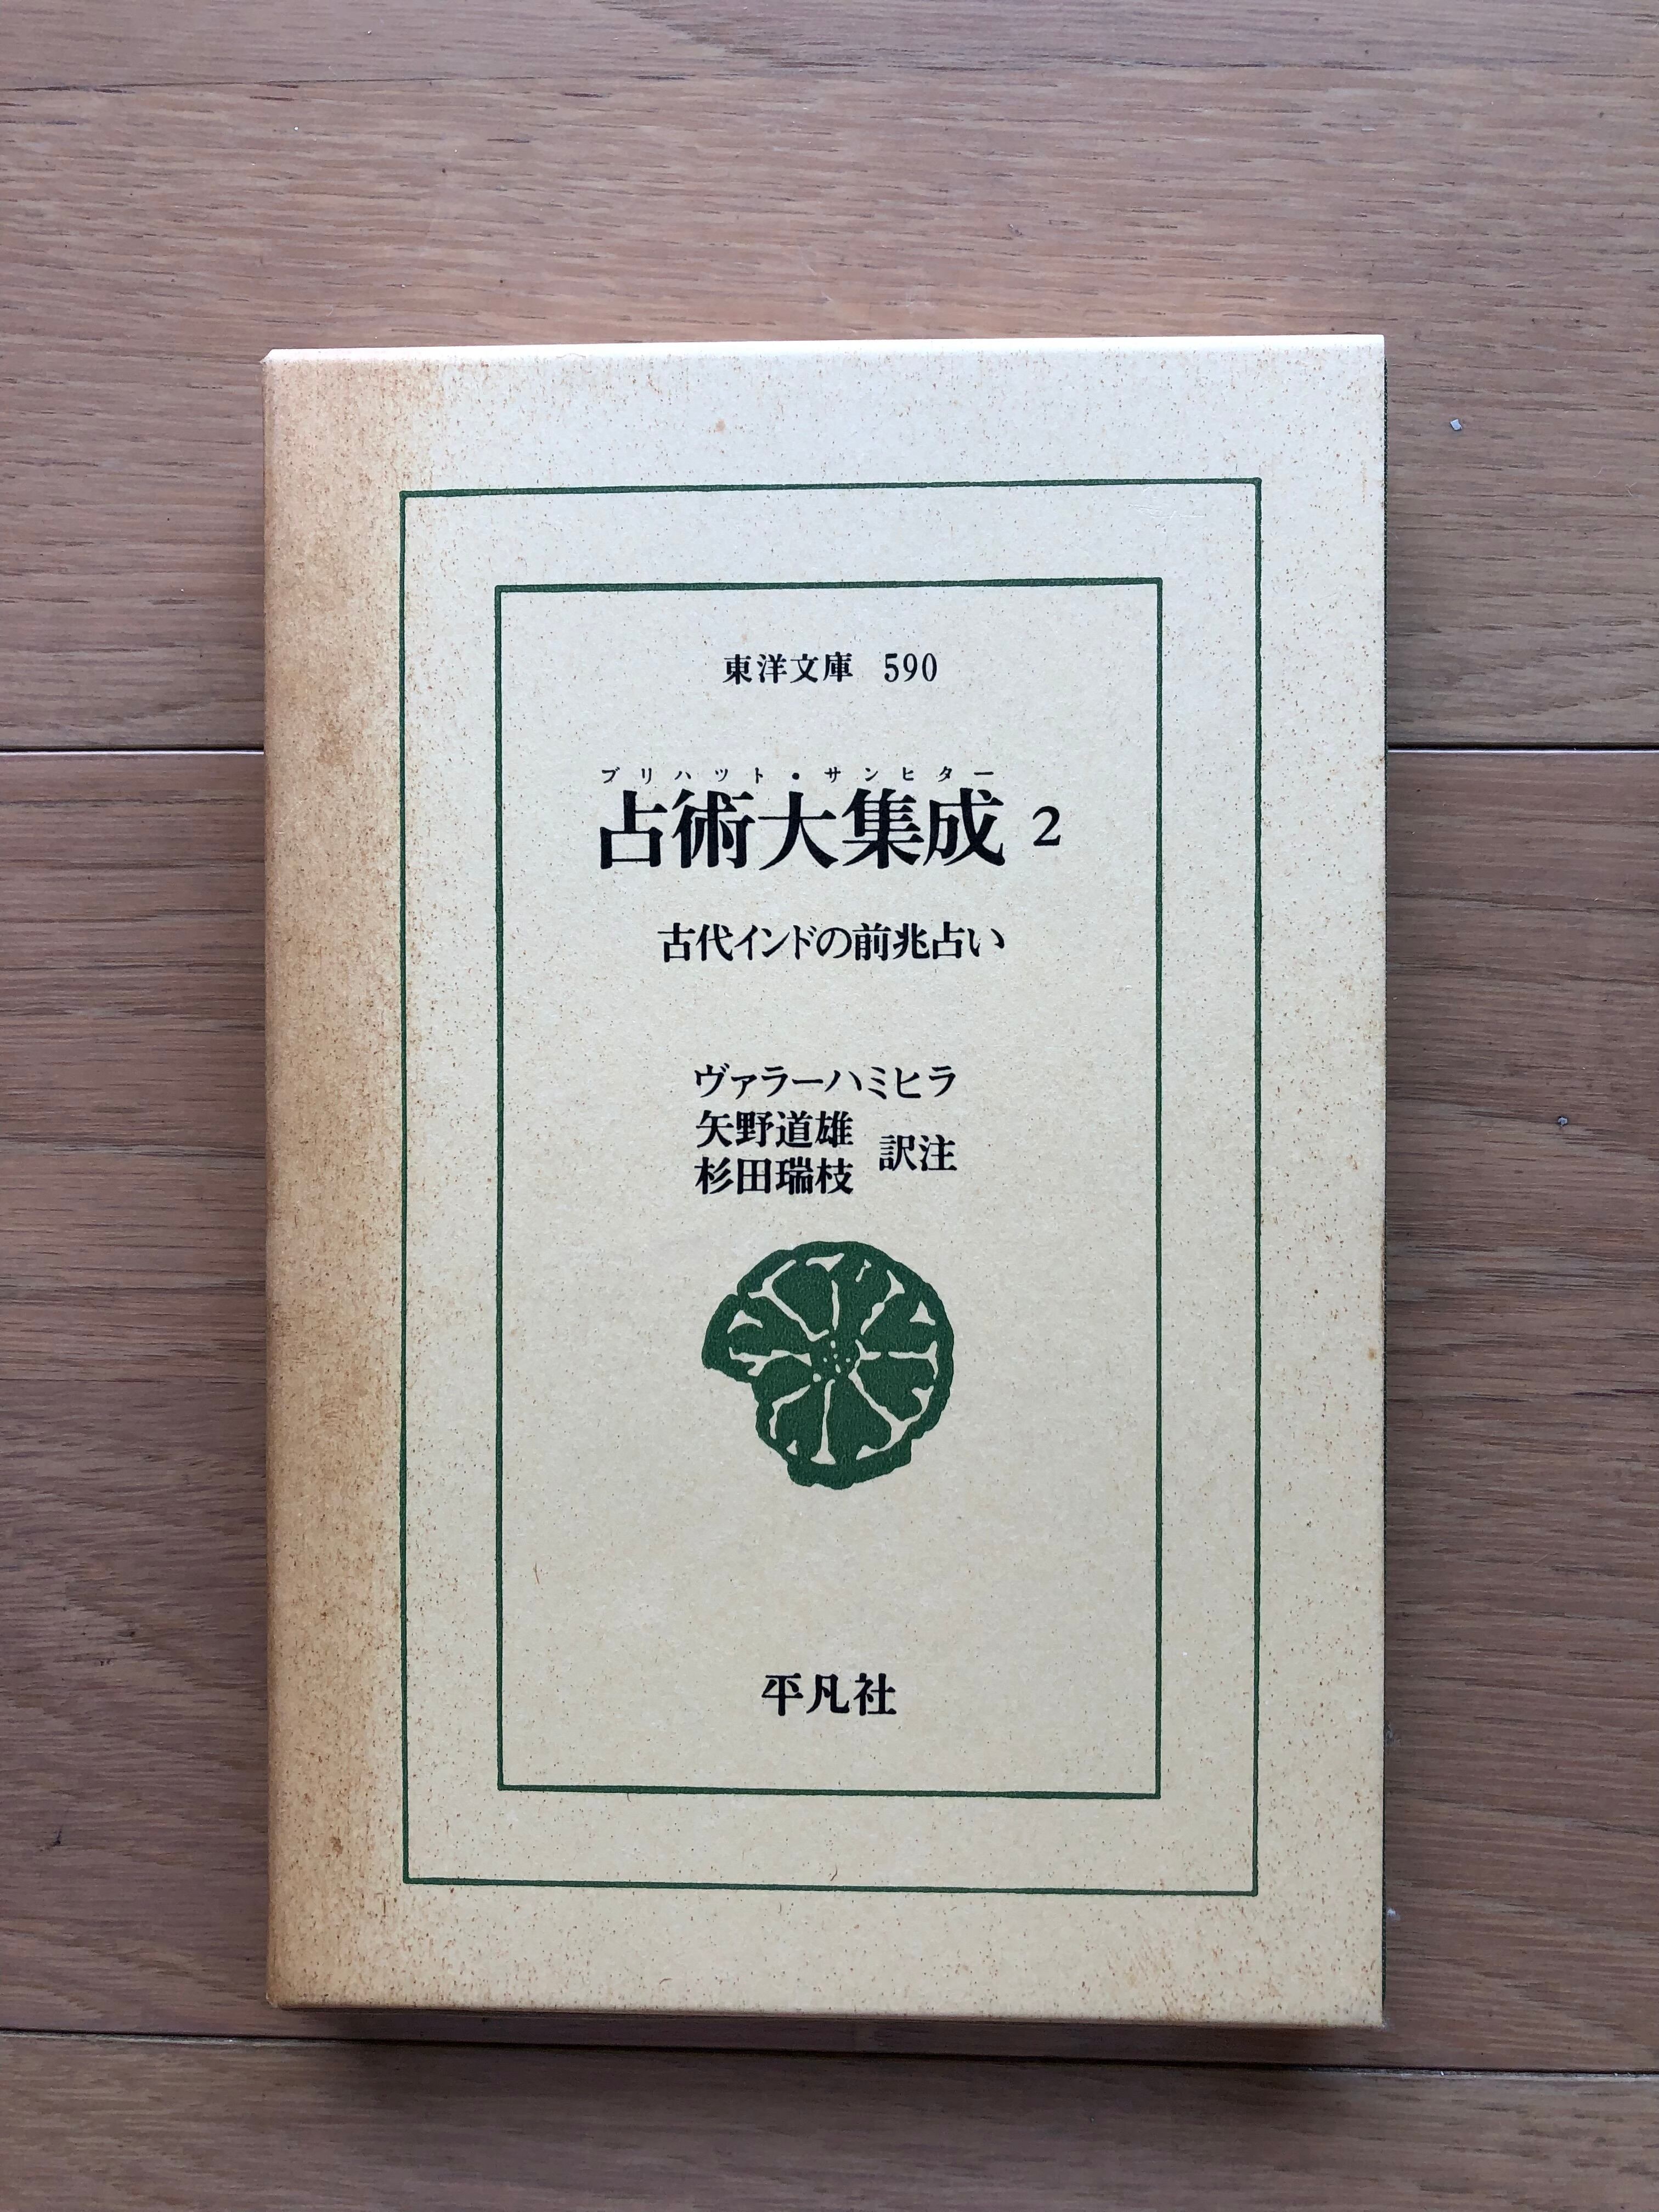 東洋文庫 590
ブリハット・サンヒター
占術大集成 2
古代インドの前兆占い
ヴァラーハミヒラ
矢野道雄
杉田瑞枝 訳注
平凡社